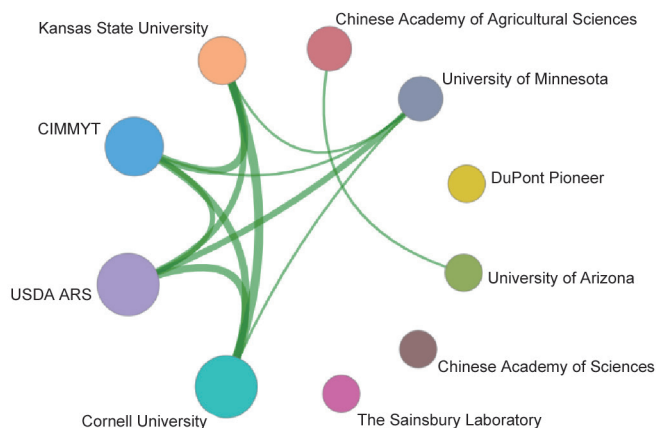 Chinese Academy of Agricultural Sciences
Kansas State University
University of Minnesota
CIMMYT
DuPont Pioneer
University of Arizona
USDA ARS
Chinese Academy of Sciences
Cornell University
The Sainsbury Laboratory